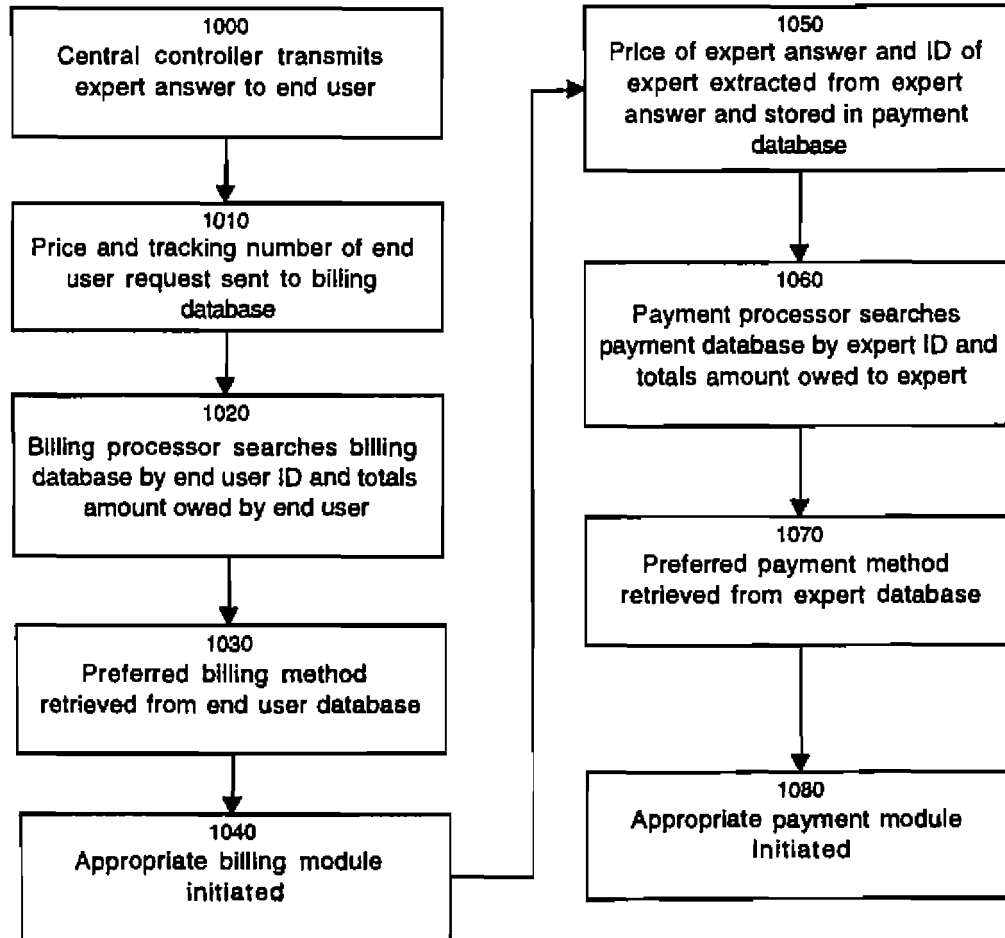 1000
Central controller transmits
expert answer to end user
1010
Price and tracking number of end
user request sent to billing
database
1020
Billing processor searches billing
database by end user ID and totals
amount owed by end user
1030
Preferred billing method
retrieved from end user database
1040
Appropriate billing module
initiated
1050
Price of expert answer and ID of
expert extracted from expert
answer and stored in payment
database
1060
Payment processor searches
payment database by expert ID and
totals amount owed to expert
1070
Preferred payment method
retrieved from expert database
1080
Appropriate payment module
Initiated